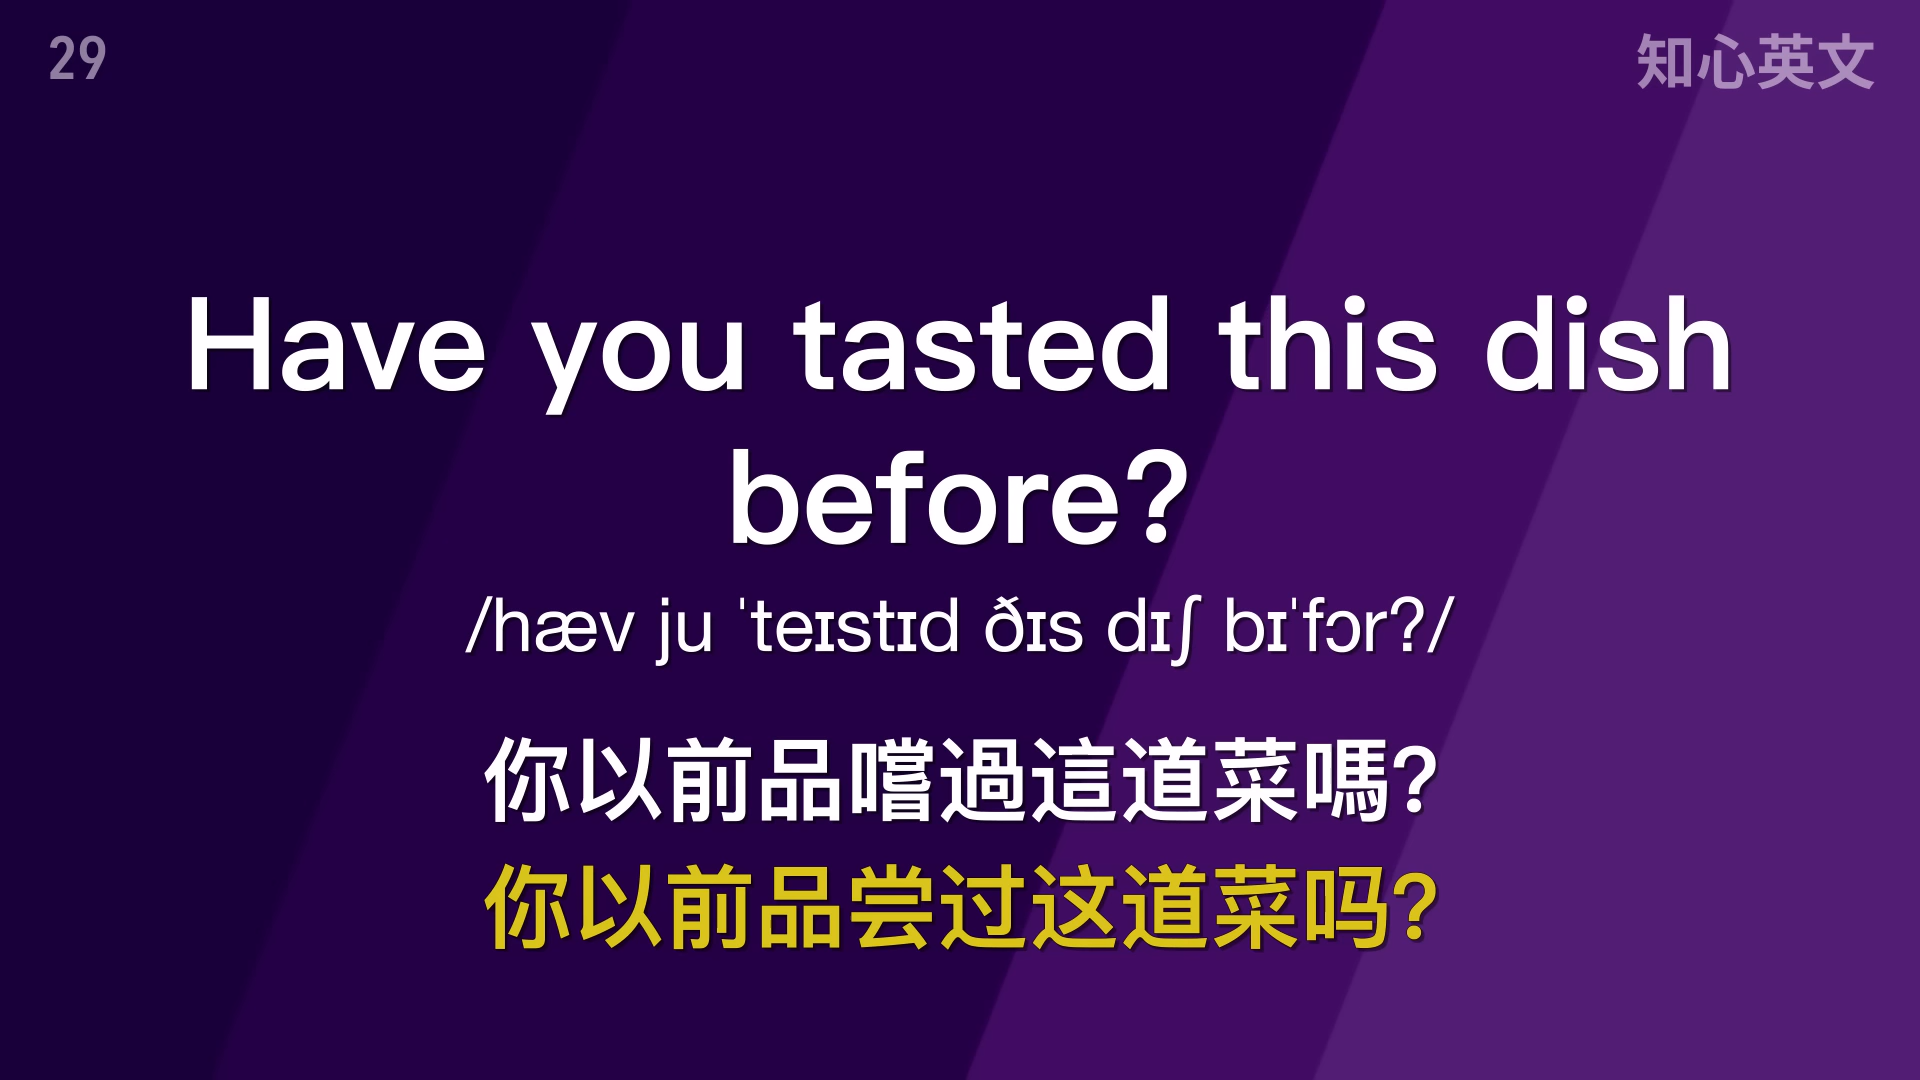 29
知心英文
Have you tasted this dish
before?
/hæv ju ˈteɪstɪd ðɪs dɪʃ bɪˈfɔr?/
你以前品嚐過這道菜嗎?
你以前品尝过这道菜吗?